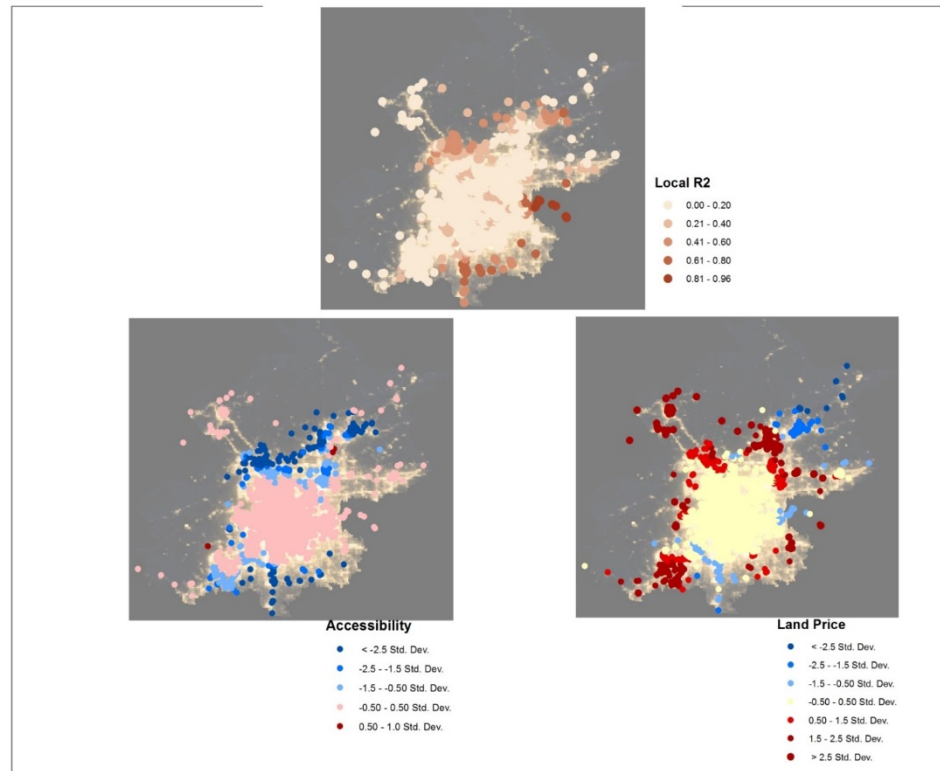 Local R2
0.00 - 0.20
0.21 - 0.40
0.41 - 0.60
0.61 - 0.80
0.81 - 0.96
Accessibility
< -2.5 Std. Dev.
-2.5 - -1.5 Std. Dev.
-1.5 - -0.50 Std. Dev.
-0.50 - 0.50 Std. Dev.
0.50 - 1.0 Std. Dev.
Land Price
< -2.5 Std. Dev.
-2.5 - -1.5 Std. Dev.
-1.5 - -0.50 Std. Dev.
-0.50 - 0.50 Std. Dev.
0.50 - 1.5 Std. Dev.
1.5 - 2.5 Std. Dev.
> 2.5 Std. Dev.